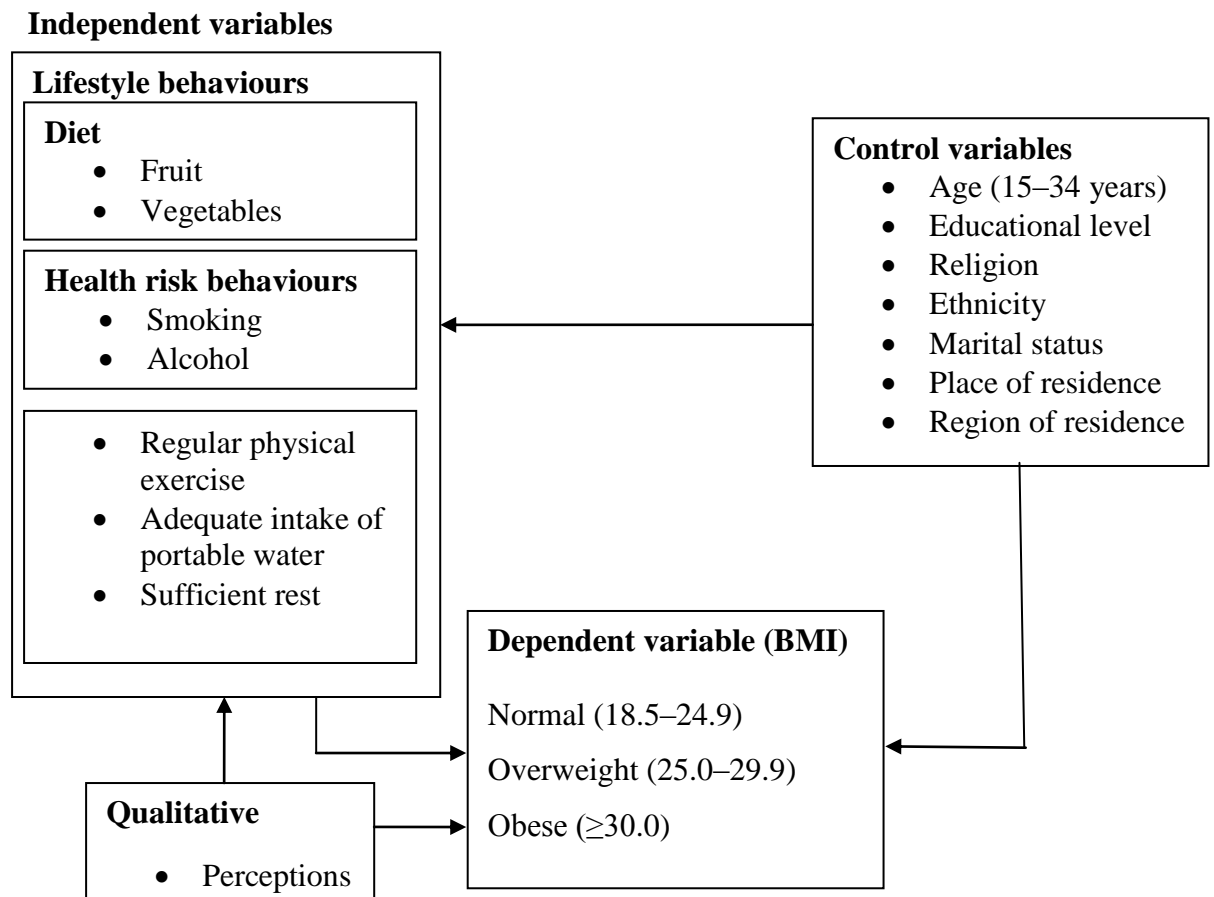 Independent variables
Lifestyle behaviours
Diet
• Fruit
• Vegetables
Health risk behaviours
• Smoking
• Alcohol
• Regular physical
exercise
• Adequate intake of
portable water
• Sufficient rest
Control variables
• Age (15–34 years)
• Educational level
• Religion
• Ethnicity
• Marital status
• Place of residence
• Region of residence
Dependent variable (BMI)
Normal (18.5–24.9)
Overweight (25.0–29.9)
Obese (≥30.0)
Qualitative
• Perceptions